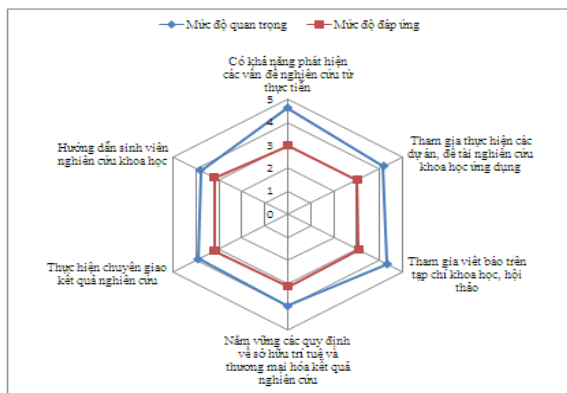 Mức độ quan trọng
Mức độ đáp ứng
Có khả năng phát hiện
các vấn đề nghiên cứu từ
thực tiễn
5
4
3
2
1
0
Tham gia thực hiện các
dự án, đề tài nghiên cứu
khoa học ứng dụng
Tham gia viết báo trên
tạp chí khoa học, hội
thảo
Nắm vững các quy định
về sở hữu trí tuệ và
thương mại hóa kết quả
nghiên cứu
Thực hiện chuyển giao
kết quả nghiên cứu
Hướng dẫn sinh viên
nghiên cứu khoa học